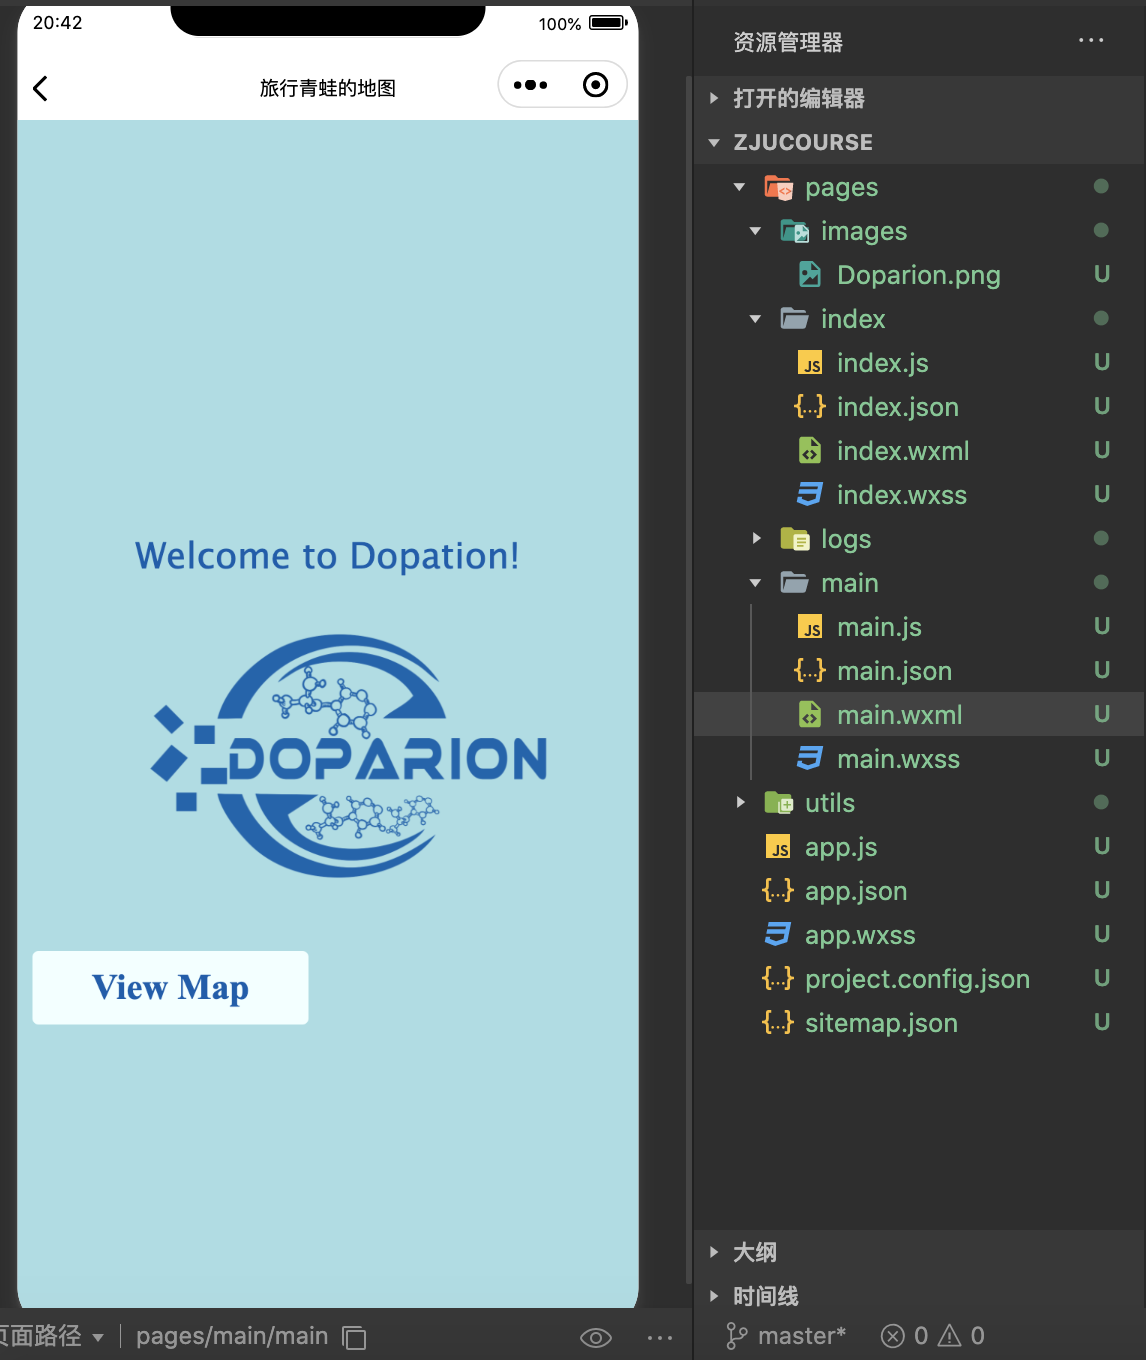 20:42
100%
旅行青蛙的地图
Welcome to Dopation!
DOPARION
View Map
页面路径
pages/main/main
资源管理器
打开的编辑器
ZJUCOURSE
pages
images
Doparion.png U
index
JS index.js U
{...} index.json U
index.wxml U
index.wxss U
logs
main
JS main.js U
{...} main.json U
main.wxml U
main.wxss U
utils
JS app.js U
{...} app.json U
app.wxss U
{...} project.config.json U
{...} sitemap.json U
大纲
时间线
master* 0 0